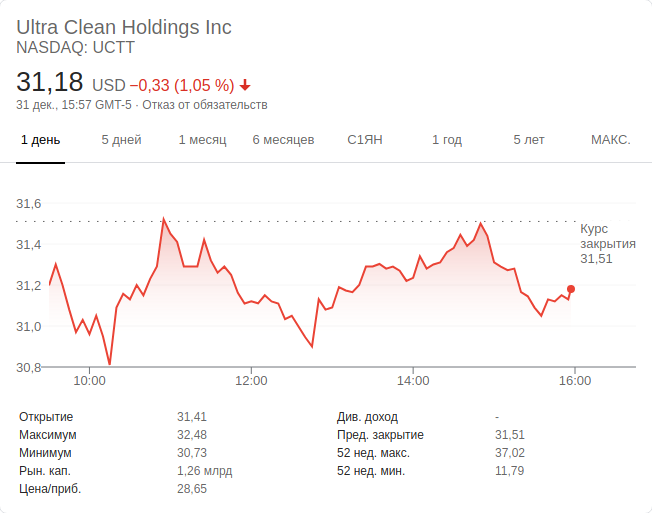 Ultra Clean Holdings Inc
NASDAQ: UCTT
31,18 USD −0,33 (1,05 %)
31 дек., 15:57 GMT-5 · Отказ от обязательств
1 день 5 дней 1 месяц 6 месяцев С1ЯН 1 год 5 лет МАКС.
31,6
Курс
закрытия
31,51
31,4
31,2
31,0
30,8
10:00 12:00 14:00 16:00
Открытие 31,41 Див. доход -
Максимум 32,48 Пред. закрытие 31,51
Минимум 30,73 52 нед. макс. 37,02
Рын. кап. 1,26 млрд 52 нед. мин. 11,79
Цена/приб. 28,65